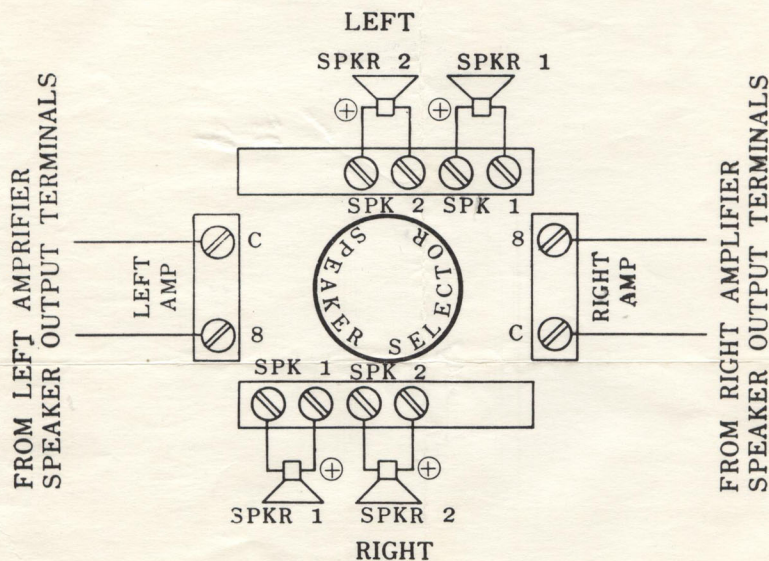 LEFT
SPKR 2 SPKR 1
+ +
SPK 2 SPK 1
FROM LEFT AMPRIFIER
SPEAKER OUTPUT TERMINALS
C
LEFT
AMP
8
SPEAKER SELECTOR
8
RIGHT
AMP
C
FROM RIGHT AMPLIFIER
SPEAKER OUTPUT TERMINALS
SPK 1 SPK 2
+ +
SPKR 1 SPKR 2
RIGHT